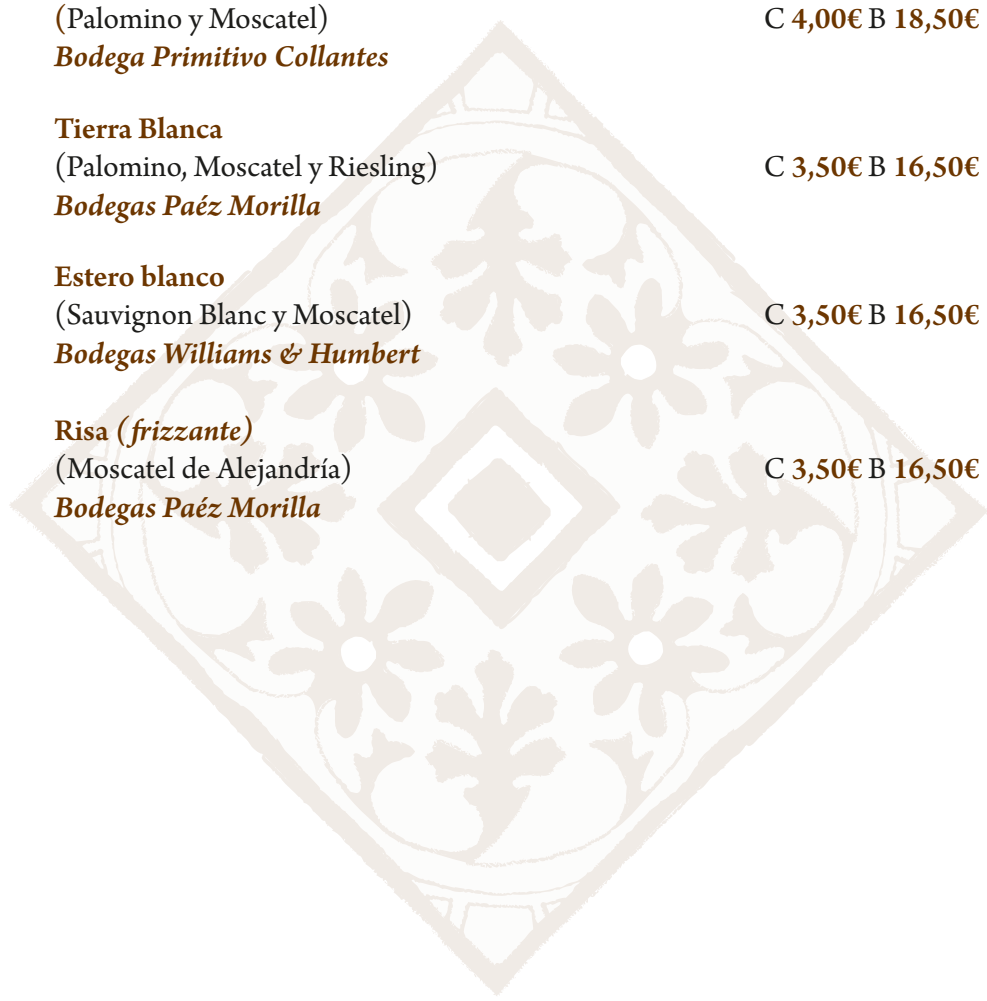 (Palomino y Moscatel) C 4,00€ B 18,50€
Bodega Primitivo Collantes
Tierra Blanca
(Palomino, Moscatel y Riesling) C 3,50€ B 16,50€
Bodegas Paéz Morilla
Estero blanco
(Sauvignon Blanc y Moscatel) C 3,50€ B 16,50€
Bodegas Williams & Humbert
Risa (frizzante)
(Moscatel de Alejandría) C 3,50€ B 16,50€
Bodegas Paéz Morilla